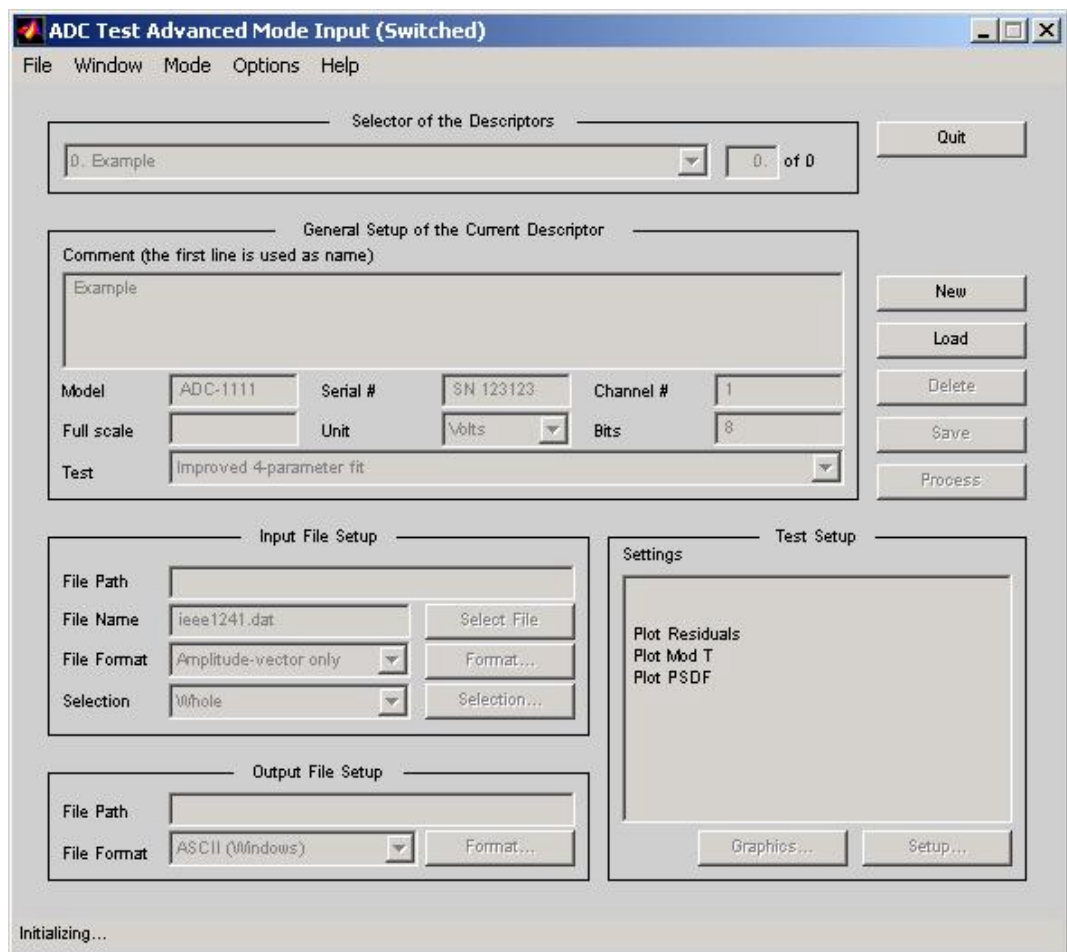 ADC Test Advanced Mode Input (Switched)
File Window Mode Options Help
Selector of the Descriptors
0. Example 0. of 0
Quit
General Setup of the Current Descriptor
Comment (the first line is used as name)
Example
New
Load
Model ADC-1111 Serial # SN 123123 Channel # 1
Delete
Full scale Unit Volts Bits 8
Save
Test Improved 4-parameter fit
Process
Input File Setup
File Path
File Name ieee1241.dat Select File
File Format Amplitude-vector only Format...
Selection Whole Selection...
Test Setup
Settings
Plot Residuals
Plot Mod T
Plot PSDF
Output File Setup
File Path
File Format ASCII (Windows) Format...
Graphics... Setup...
Initializing...